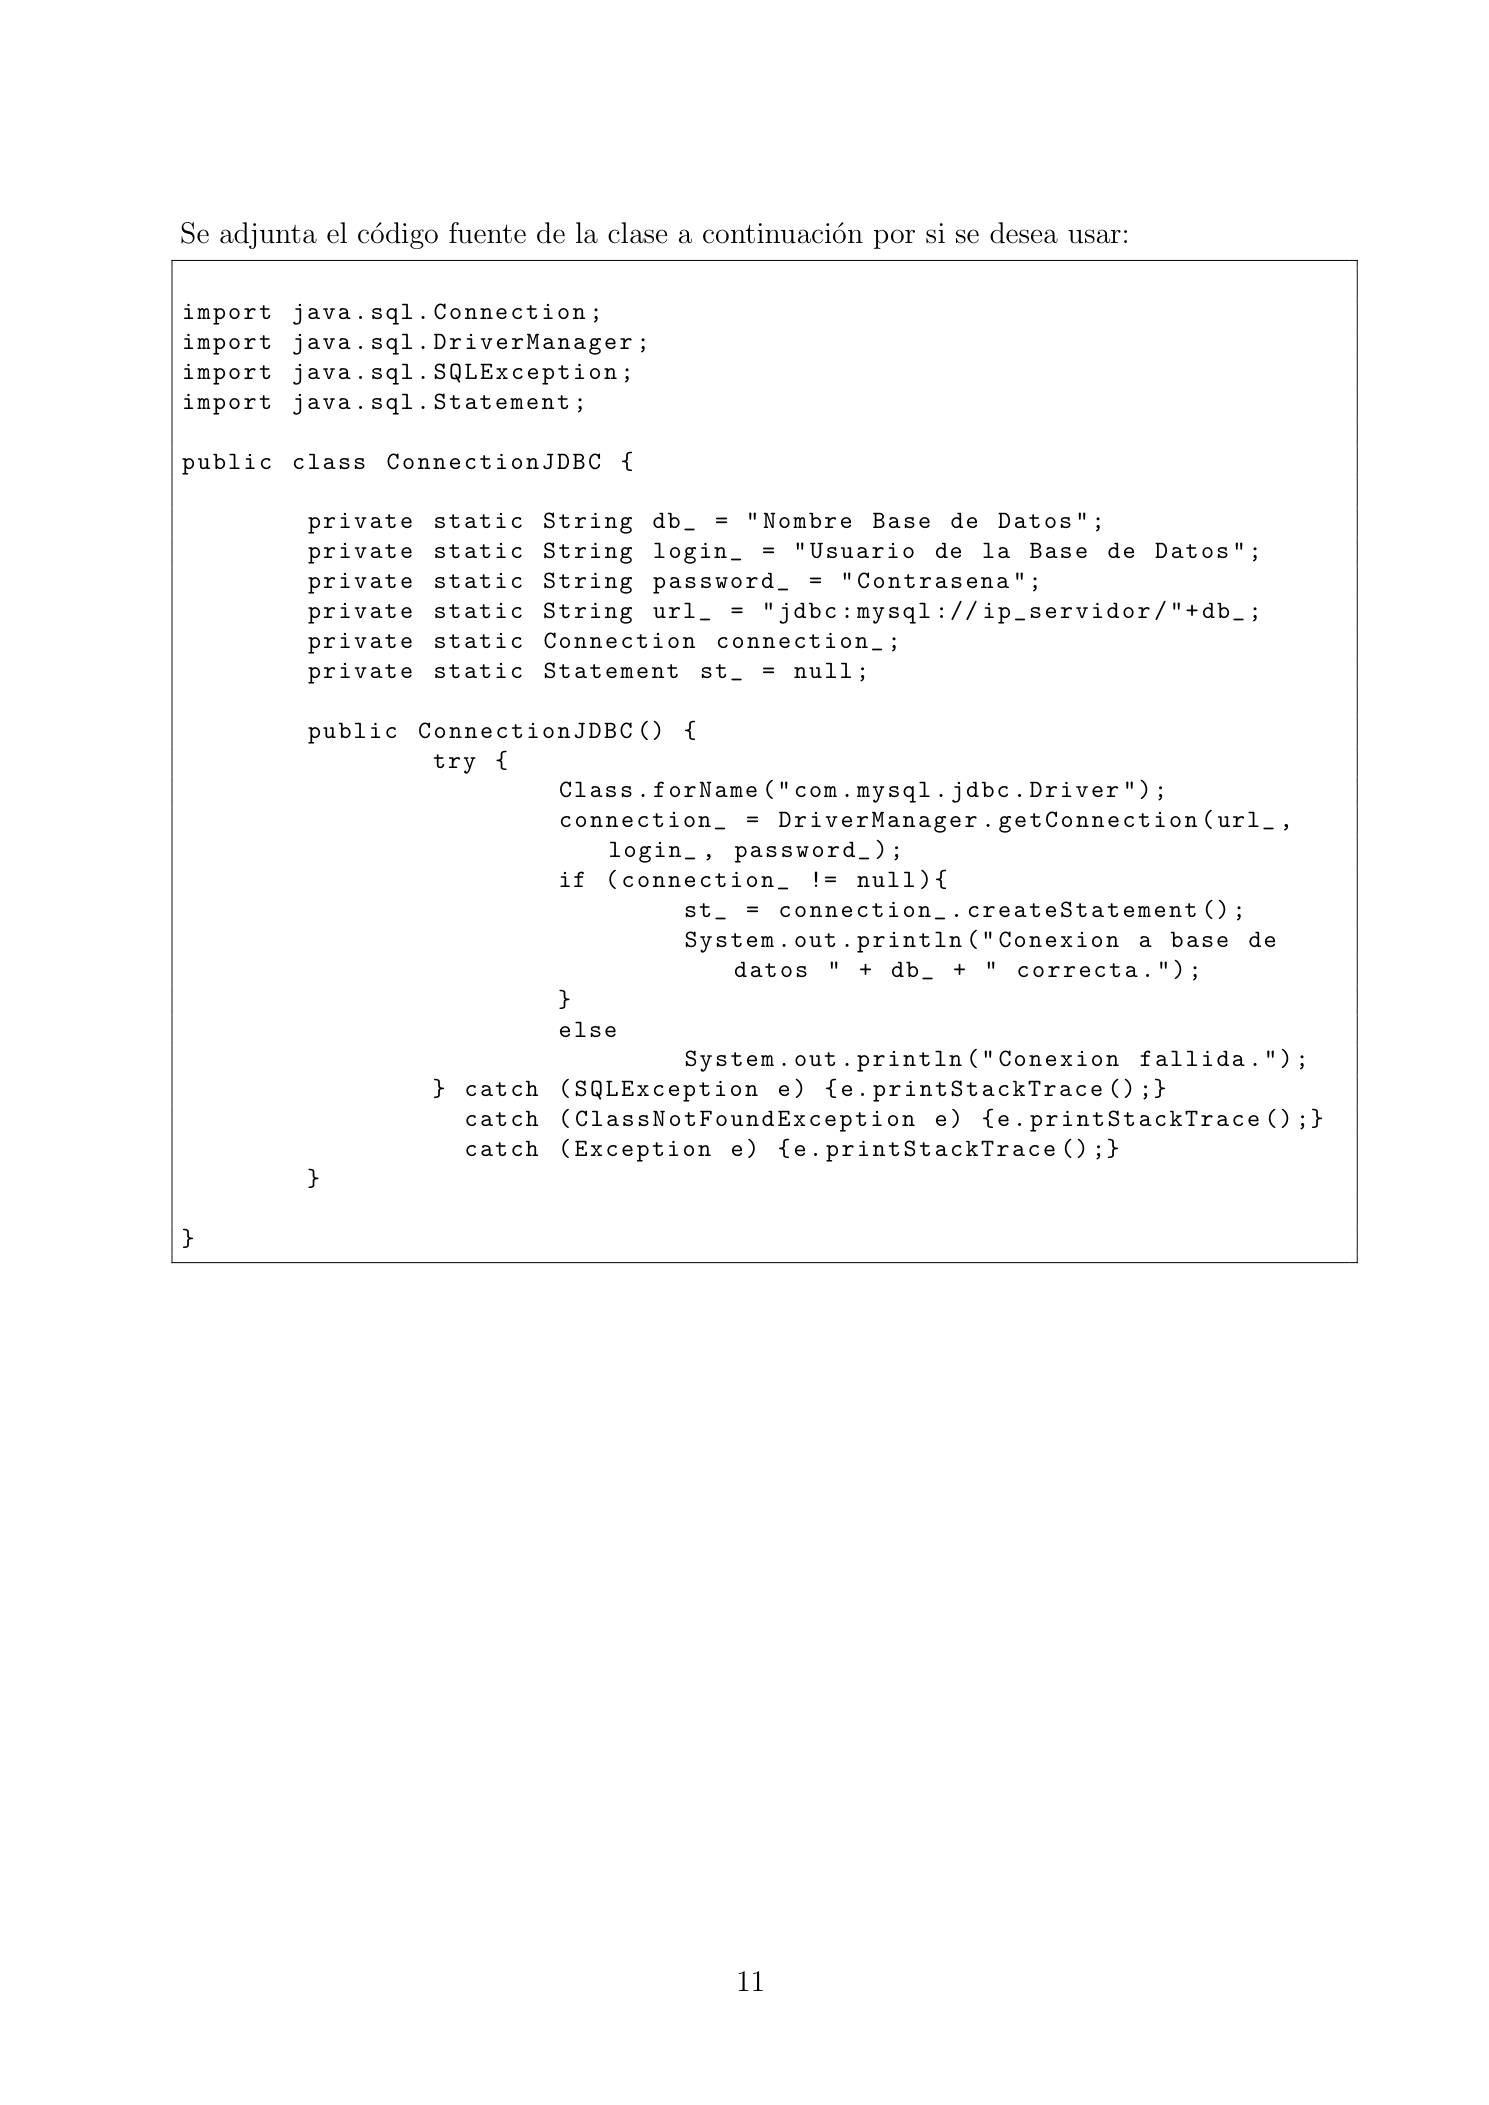 Se adjunta el código fuente de la clase a continuación por si se desea usar:
import java.sql.Connection;
import java.sql.DriverManager;
import java.sql.SQLException;
import java.sql.Statement;
public class ConnectionJDBC {
private static String db_ = "Nombre Base de Datos";
private static String login_ = "Usuario de la Base de Datos";
private static String password_ = "Contrasena";
private static String url_ = "jdbc:mysql://ip_servidor/"+db_;
private static Connection connection_;
private static Statement st_ = null;
public ConnectionJDBC() {
try {
Class.forName("com.mysql.jdbc.Driver");
connection_ = DriverManager.getConnection(url_,
login_, password_);
if (connection_ != null){
st_ = connection_.createStatement();
System.out.println("Conexion a base de
datos " + db_ + " correcta.");
}
else
System.out.println("Conexion fallida.");
} catch (SQLException e) {e.printStackTrace();}
catch (ClassNotFoundException e) {e.printStackTrace();}
catch (Exception e) {e.printStackTrace();}
}
}
11